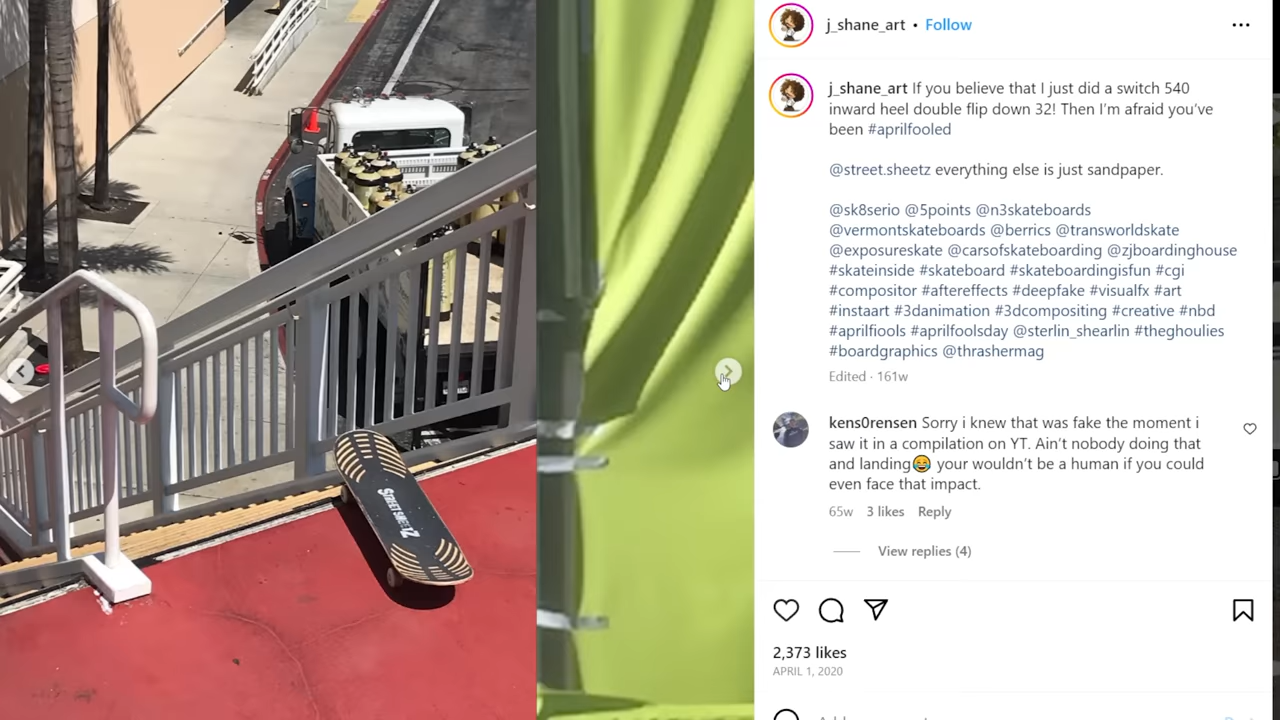 j_shane_art • Follow
j_shane_art If you believe that I just did a switch 540
inward heel double flip down 32! Then I'm afraid you've
been #aprilfooled
@street.sheetz everything else is just sandpaper.
@sk8serio @5points @n3skateboards
@vermontskateboards @berrics @transworldskate
@exposureskate @carsofskateboarding @zjboardinghouse
#skateinside #skateboard #skateboardingisfun #cgi
#compositor #aftereffects #deepfake #visualfx #art
#instaart #3danimation #3dcompositing #creative #nbd
#aprilfiools #aprilfoolsday @sterlin_shearlin #theghoulies
#boardgraphics @thrashermag
Edited · 161w
kens0rensen Sorry i knew that was fake the moment i
saw it in a compilation on YT. Ain't nobody doing that
and landing😂 your wouldn't be a human if you could
even face that impact.
65w 3 likes Reply
View replies (4)
2,373 likes
APRIL 1, 2020
STREET SHEETZ